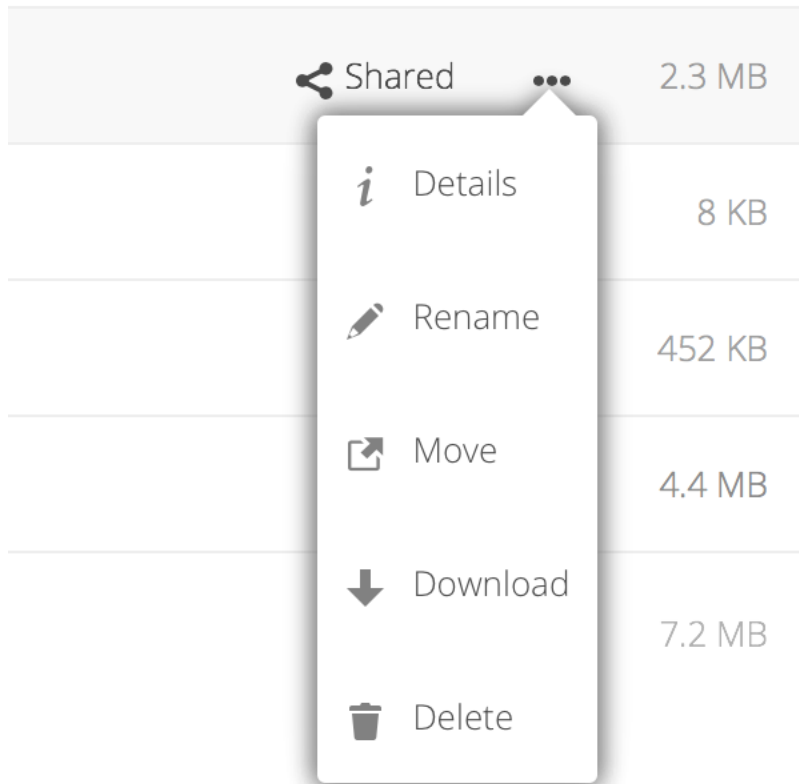 Shared ••• 2.3 MB
Details
8 KB
Rename
452 KB
Move
4.4 MB
Download
7.2 MB
Delete